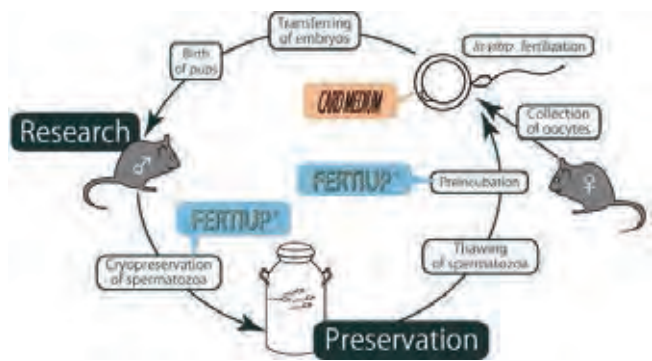 Transferring
of embryos
In vitro fertilization
Birth
of pups
CARD MEDIUM
Research
Collection
of oocytes
♂
FERTIUP®
Preincubation
♀
FERTIUP®
Cryopreservation
of spermatozoa
Thawing
of spermatozoa
Preservation